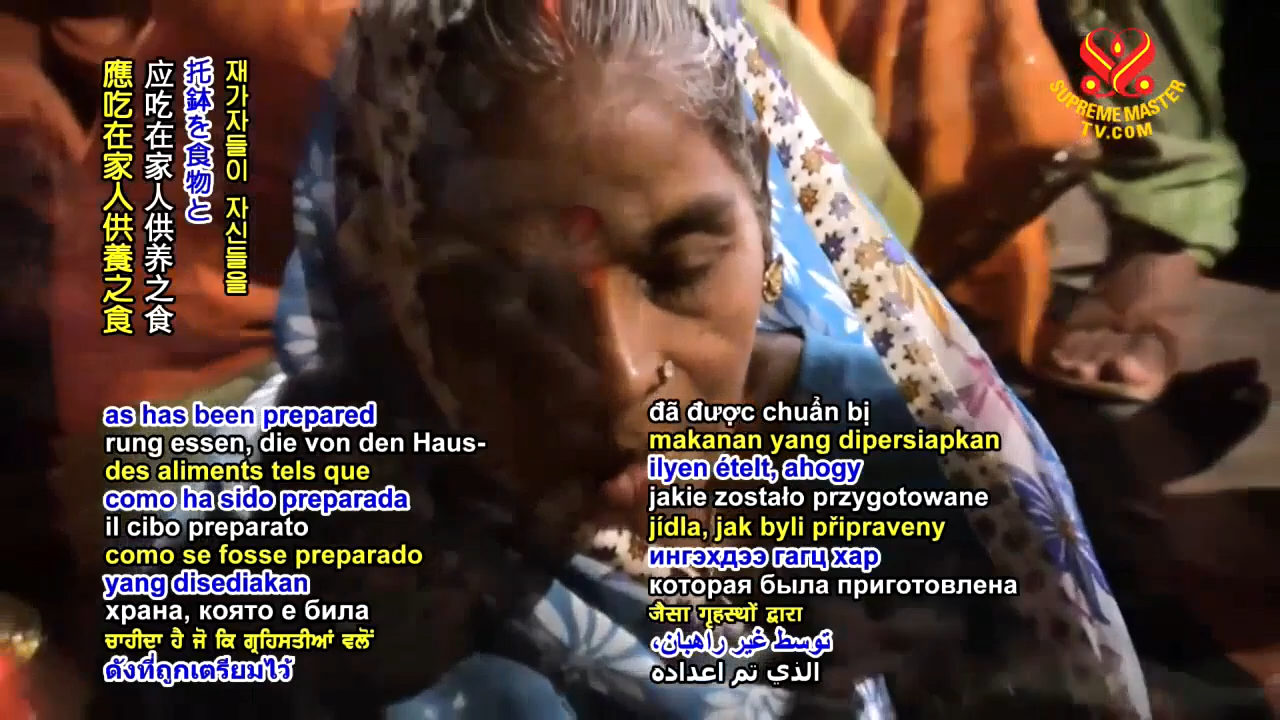 재가자들이 자신들을
托鉢を食物と
应吃在家人供养之食
應吃在家人供養之食
SUPREME MASTER
TV.COM
as has been prepared
rung essen, die von den Haus-
des aliments tels que
como ha sido preparada
il cibo preparato
como se fosse preparado
yang disediakan
храна, която е била
ਚਾਹੀਦਾ ਹੈ ਜੋ ਕਿ ਗ੍ਰਹਿਸਤੀਆਂ ਵਲੋਂ
ดังที่ถูกเตรียมไว้
đã được chuẩn bị
makanan yang dipersiapkan
ilyen ételt, ahogy
jakie zostało przygotowane
jídla, jak byli připraveny
ингэхдээ гагц хар
которая была приготовлена
जैसा गृहस्थों द्वारा
توسط غیر راهبان،
الذي تم اعداده